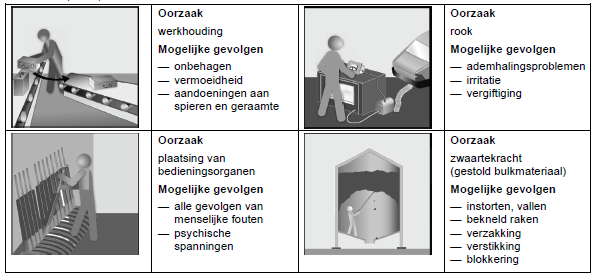 Oorzaak
werkhouding
Mogelijke gevolgen
— onbehagen
— vermoeidheid
— aandoeningen aan
spieren en geraamte
Oorzaak
rook
Mogelijke gevolgen
— ademhalingsproblemen
— irritatie
— vergiftiging
Oorzaak
plaatsing van
bedieningsorganen
Mogelijke gevolgen
— alle gevolgen van
menselijke fouten
— psychische
spanningen
Oorzaak
zwaartekracht
(gestold bulkmateriaal)
Mogelijke gevolgen
— instorten, vallen
— bekneld raken
— verzakking
— verstikking
— blokkering